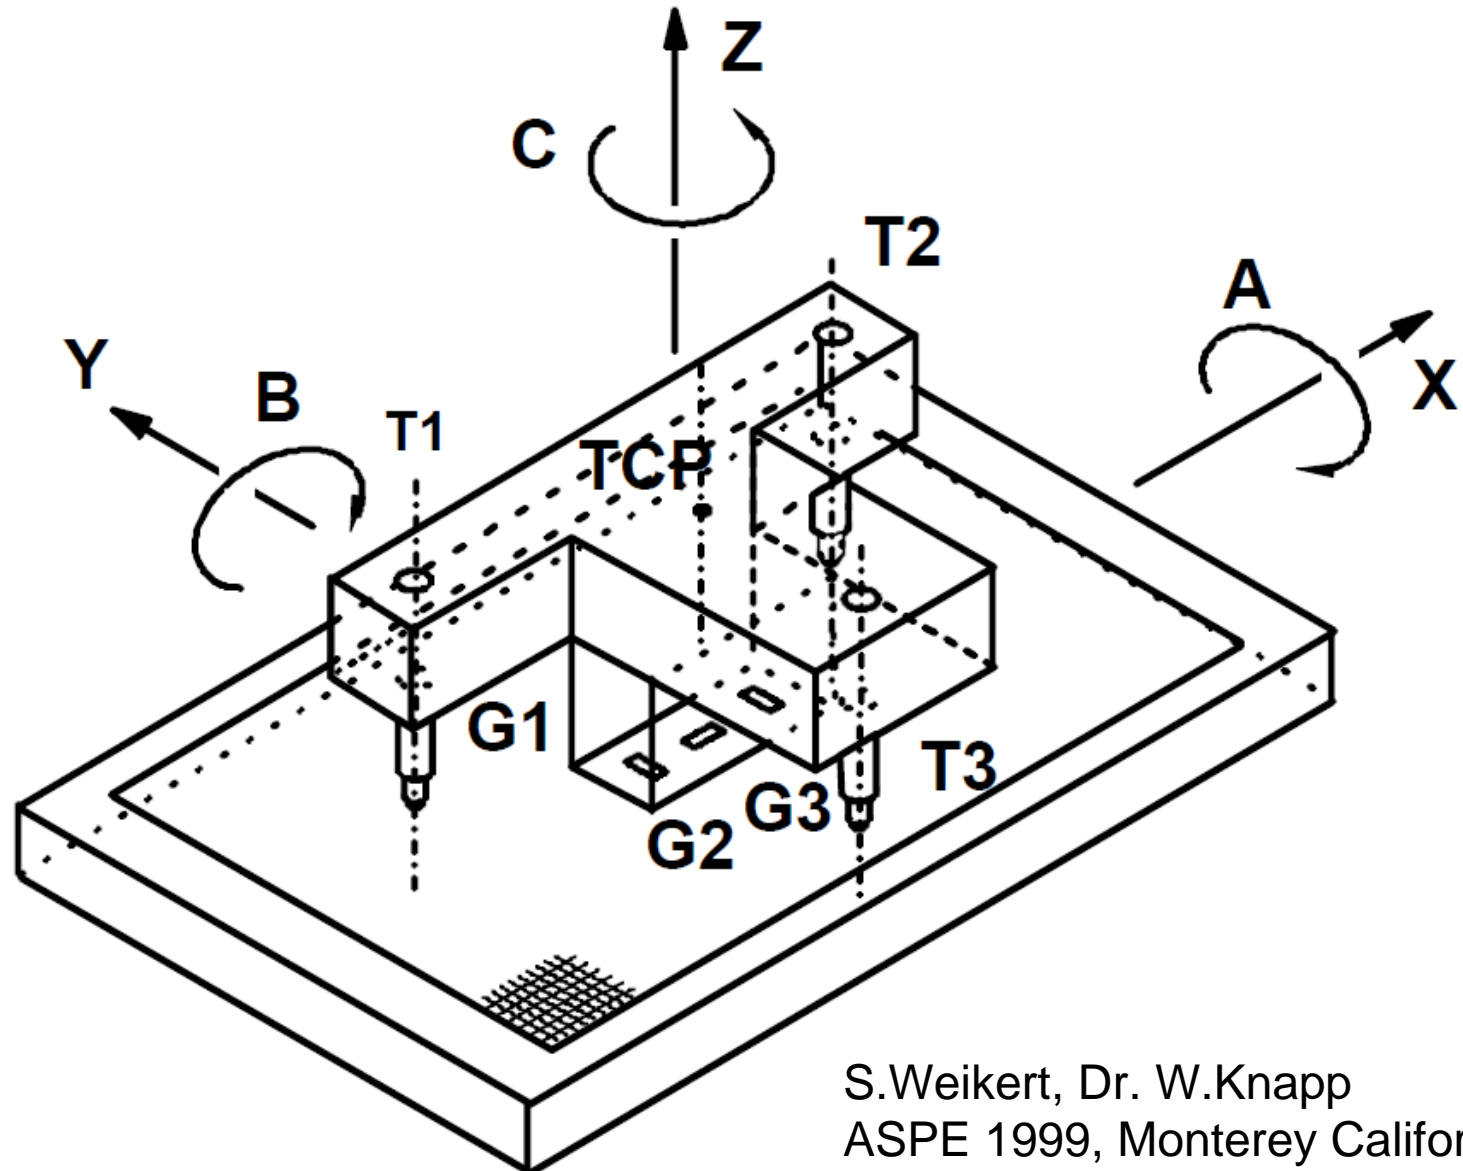 Z
C
T2
A
Y
B
X
T1
TCP
G1
T3
G3
G2
S.Weikert, Dr. W.Knapp
ASPE 1999, Monterey Califor